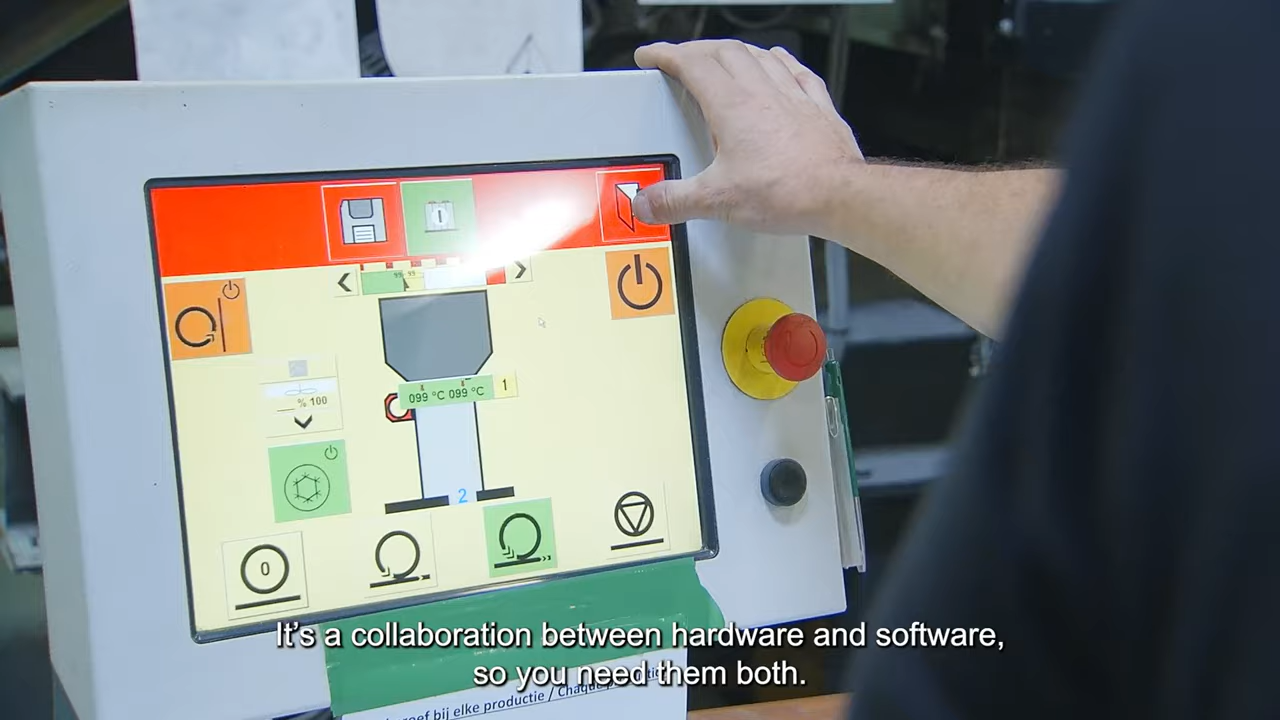 % 100
099 °C 099 °C
1
2
0
It's a collaboration between hardware and software,
so you need them both.
bij elke productie / Chaque